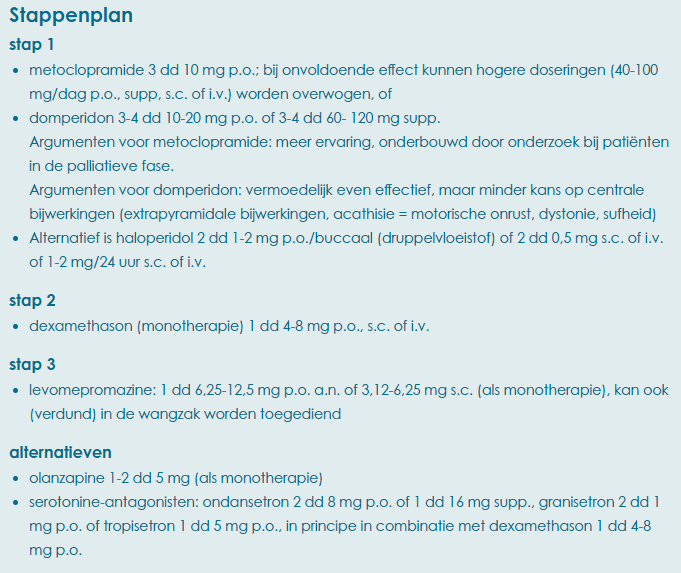 Stappenplan
stap 1
• metoclopramide 3 dd 10 mg p.o.; bij onvoldoende effect kunnen hogere doseringen (40-100
mg/dag p.o., supp, s.c. of i.v.) worden overwogen, of
• domperidon 3-4 dd 10-20 mg p.o. of 3-4 dd 60- 120 mg supp.
Argumenten voor metoclopramide: meer ervaring, onderbouwd door onderzoek bij patiënten
in de palliatieve fase.
Argumenten voor domperidon: vermoedelijk even effectief, maar minder kans op centrale
bijwerkingen (extrapyramidale bijwerkingen, acathisie = motorische onrust, dystonie, sufheid)
• Alternatief is haloperidol 2 dd 1-2 mg p.o./buccaal (druppelvloeistof) of 2 dd 0,5 mg s.c. of i.v.
of 1-2 mg/24 uur s.c. of i.v.
stap 2
• dexamethason (monotherapie) 1 dd 4-8 mg p.o., s.c. of i.v.
stap 3
• levomepromazine: 1 dd 6,25-12,5 mg p.o. a.n. of 3,12-6,25 mg s.c. (als monotherapie), kan ook
(verdund) in de wangzak worden toegediend
alternatieven
• olanzapine 1-2 dd 5 mg (als monotherapie)
• serotonine-antagonisten: ondansetron 2 dd 8 mg p.o. of 1 dd 16 mg supp., granisetron 2 dd 1
mg p.o. of tropisetron 1 dd 5 mg p.o., in principe in combinatie met dexamethason 1 dd 4-8
mg p.o.